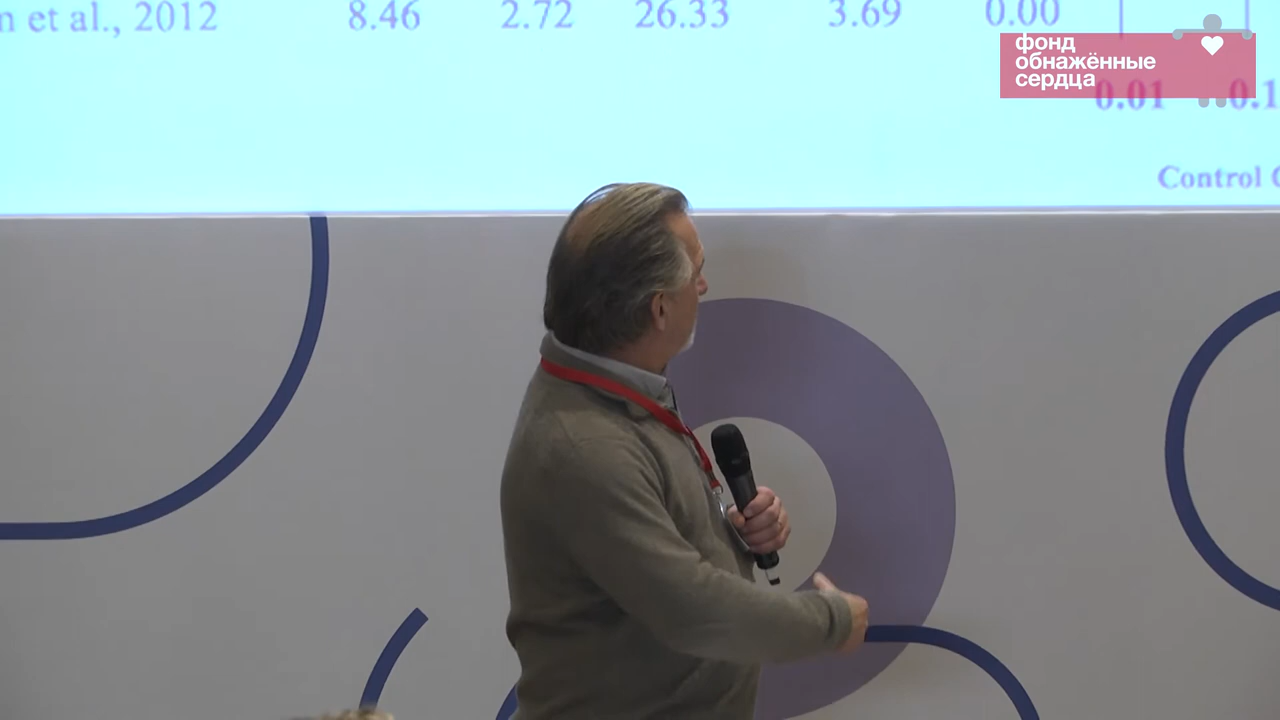 et al., 2012 8.46 2.72 26.33 3.69 0.00
фонд
обнажённые
сердца
0.01 0.1
Control